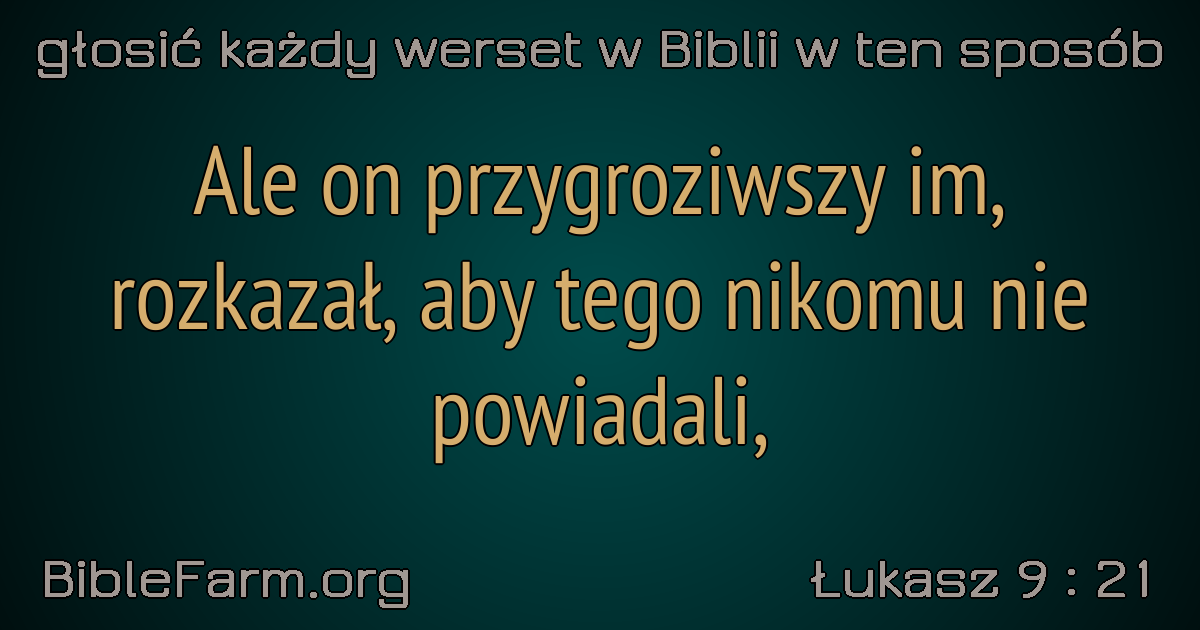 głosić każdy werset w Biblii w ten sposób
Ale on przygroziwszy im,
rozkazał, aby tego nikomu nie
powiadali,
BibleFarm.org
Łukasz 9 : 21